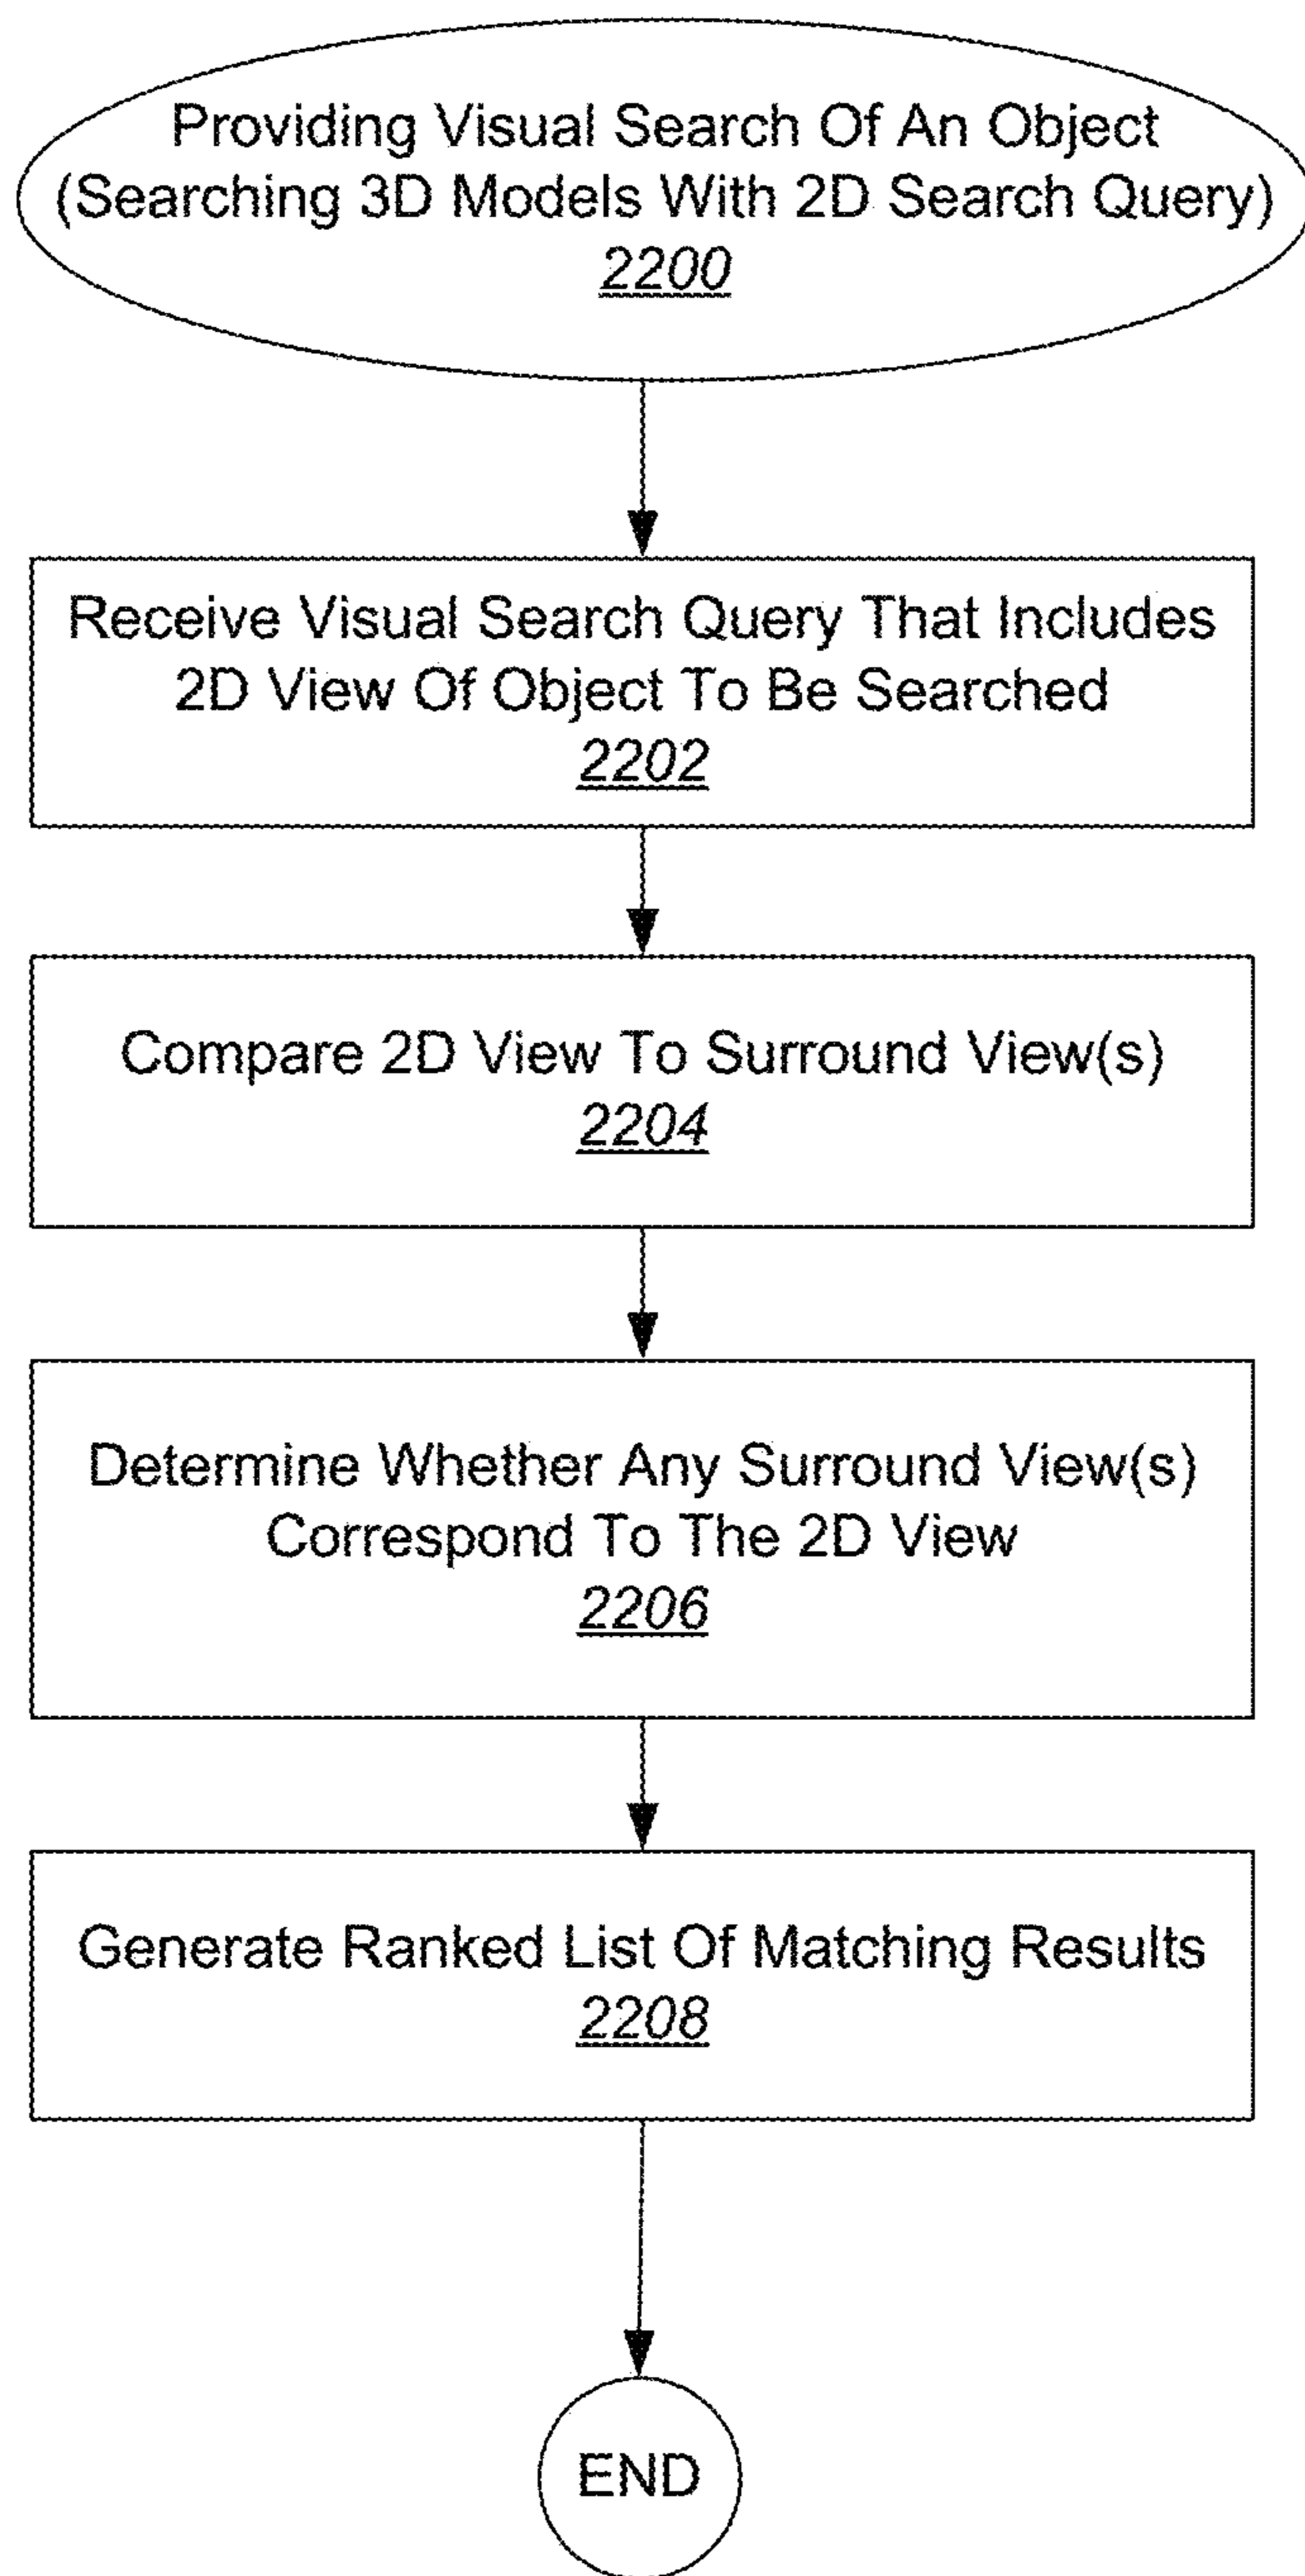 Providing Visual Search Of An Object
(Searching 3D Models With 2D Search Query)
2200
Receive Visual Search Query That Includes
2D View Of Object To Be Searched
2202
Compare 2D View To Surround View(s)
2204
Determine Whether Any Surround View(s)
Correspond To The 2D View
2206
Generate Ranked List Of Matching Results
2208
END